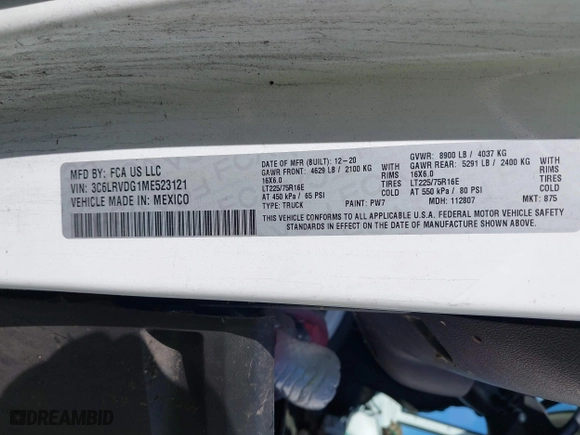 MFD BY: FCA US LLC
VIN: 3C6LRVDG1ME523121
VEHICLE MADE IN: MEXICO
DATE OF MFR (BUILT): 12-20
GAWR FRONT: 4629 LB / 2100 KG
16X6.0
WITH
RIMS
LT225/75R16E
TIRES
AT 450 kPa / 65 PSI
COLD
TYPE: TRUCK
PAINT: PW7
GVWR: 8900 LB / 4037 KG
GAWR REAR: 5291 LB / 2400 KG
16X6.0
WITH
RIMS
LT225/75R16E
TIRES
AT 550 kPa / 80 PSI
COLD
MDH: 112807
MKT: 875
THIS VEHICLE CONFORMS TO ALL APPLICABLE U.S.A. FEDERAL MOTOR VEHICLE SAFETY
STANDARDS IN EFFECT ON THE DATE OF MANUFACTURE SHOWN ABOVE.
DREAMBID